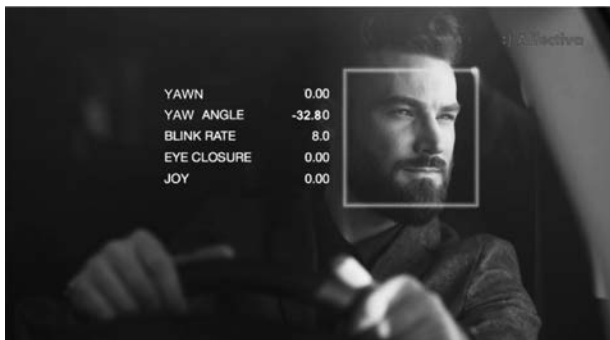 :) Affectiva
YAWN 0.00
YAW ANGLE -32.80
BLINK RATE 8.0
EYE CLOSURE 0.00
JOY 0.00